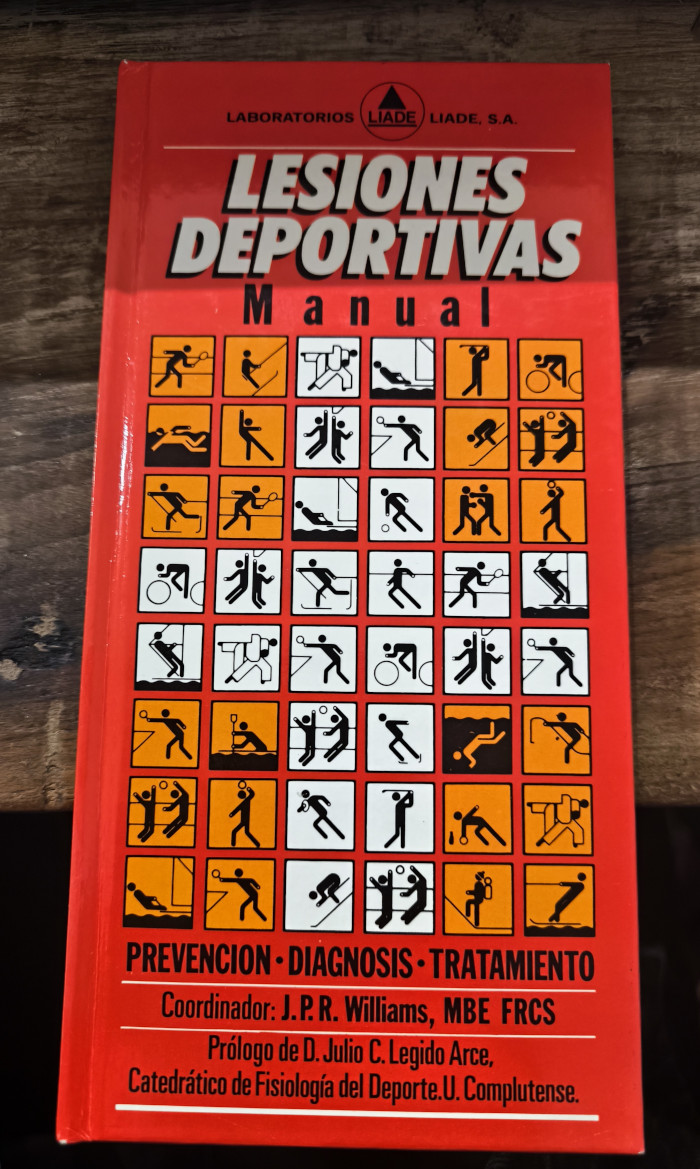 LABORATORIOS LIADE LIADE, S.A.
LESIONES
DEPORTIVAS
Manual
PREVENCION · DIAGNOSIS · TRATAMIENTO
Coordinador: J.P.R. Williams, MBE FRCS
Prólogo de D. Julio C. Legido Arce,
Catedrático de Fisiología del Deporte.U. Complutense.